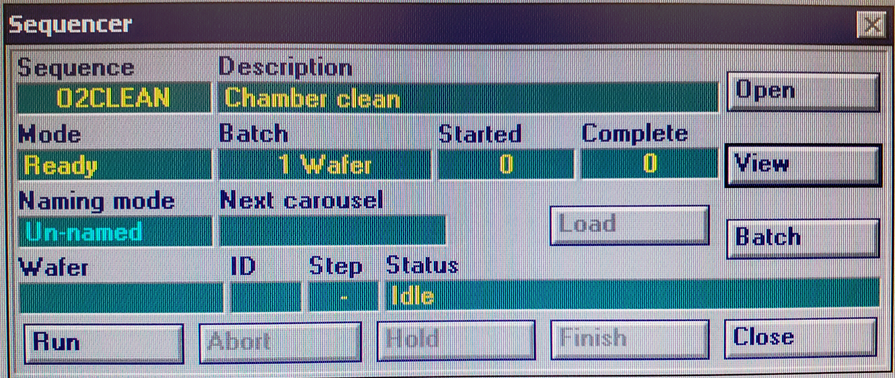 Sequencer
Sequence Description
O2CLEAN Chamber clean Open
Mode Batch Started Complete
Ready 1 Wafer 0 0 View
Naming mode Next carousel
Un-named Load Batch
Wafer ID Step Status
- Idle
Run Abort Hold Finish Close